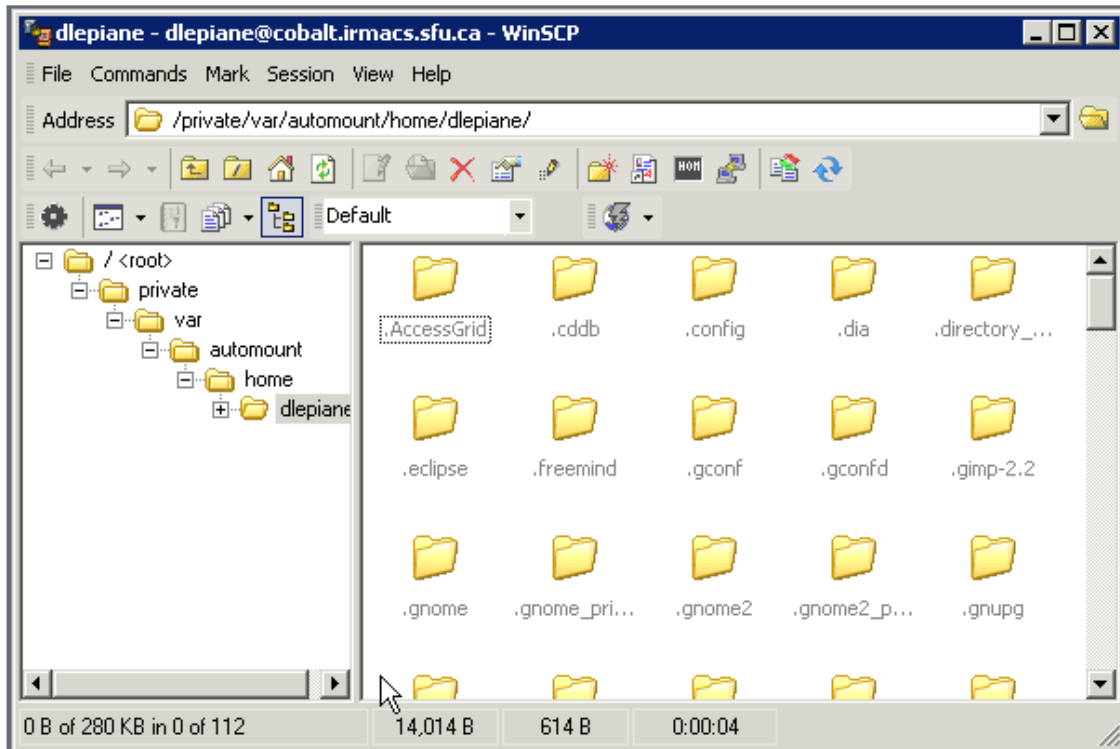 dlepiane - dlepiane@cobalt.irmacs.sfu.ca - WinSCP
File Commands Mark Session View Help
Address /private/var/automount/home/dlepiane/
Default
/ <root>
private
var
automount
home
dlepiane
.AccessGrid .cddb .config .dia .directory_...
.eclipse .freemind .gconf .gconfd .gimp-2.2
.gnome .gnome_pri... .gnome2 .gnome2_p... .gnupg
0 B of 280 KB in 0 of 112 14,014 B 614 B 0:00:04